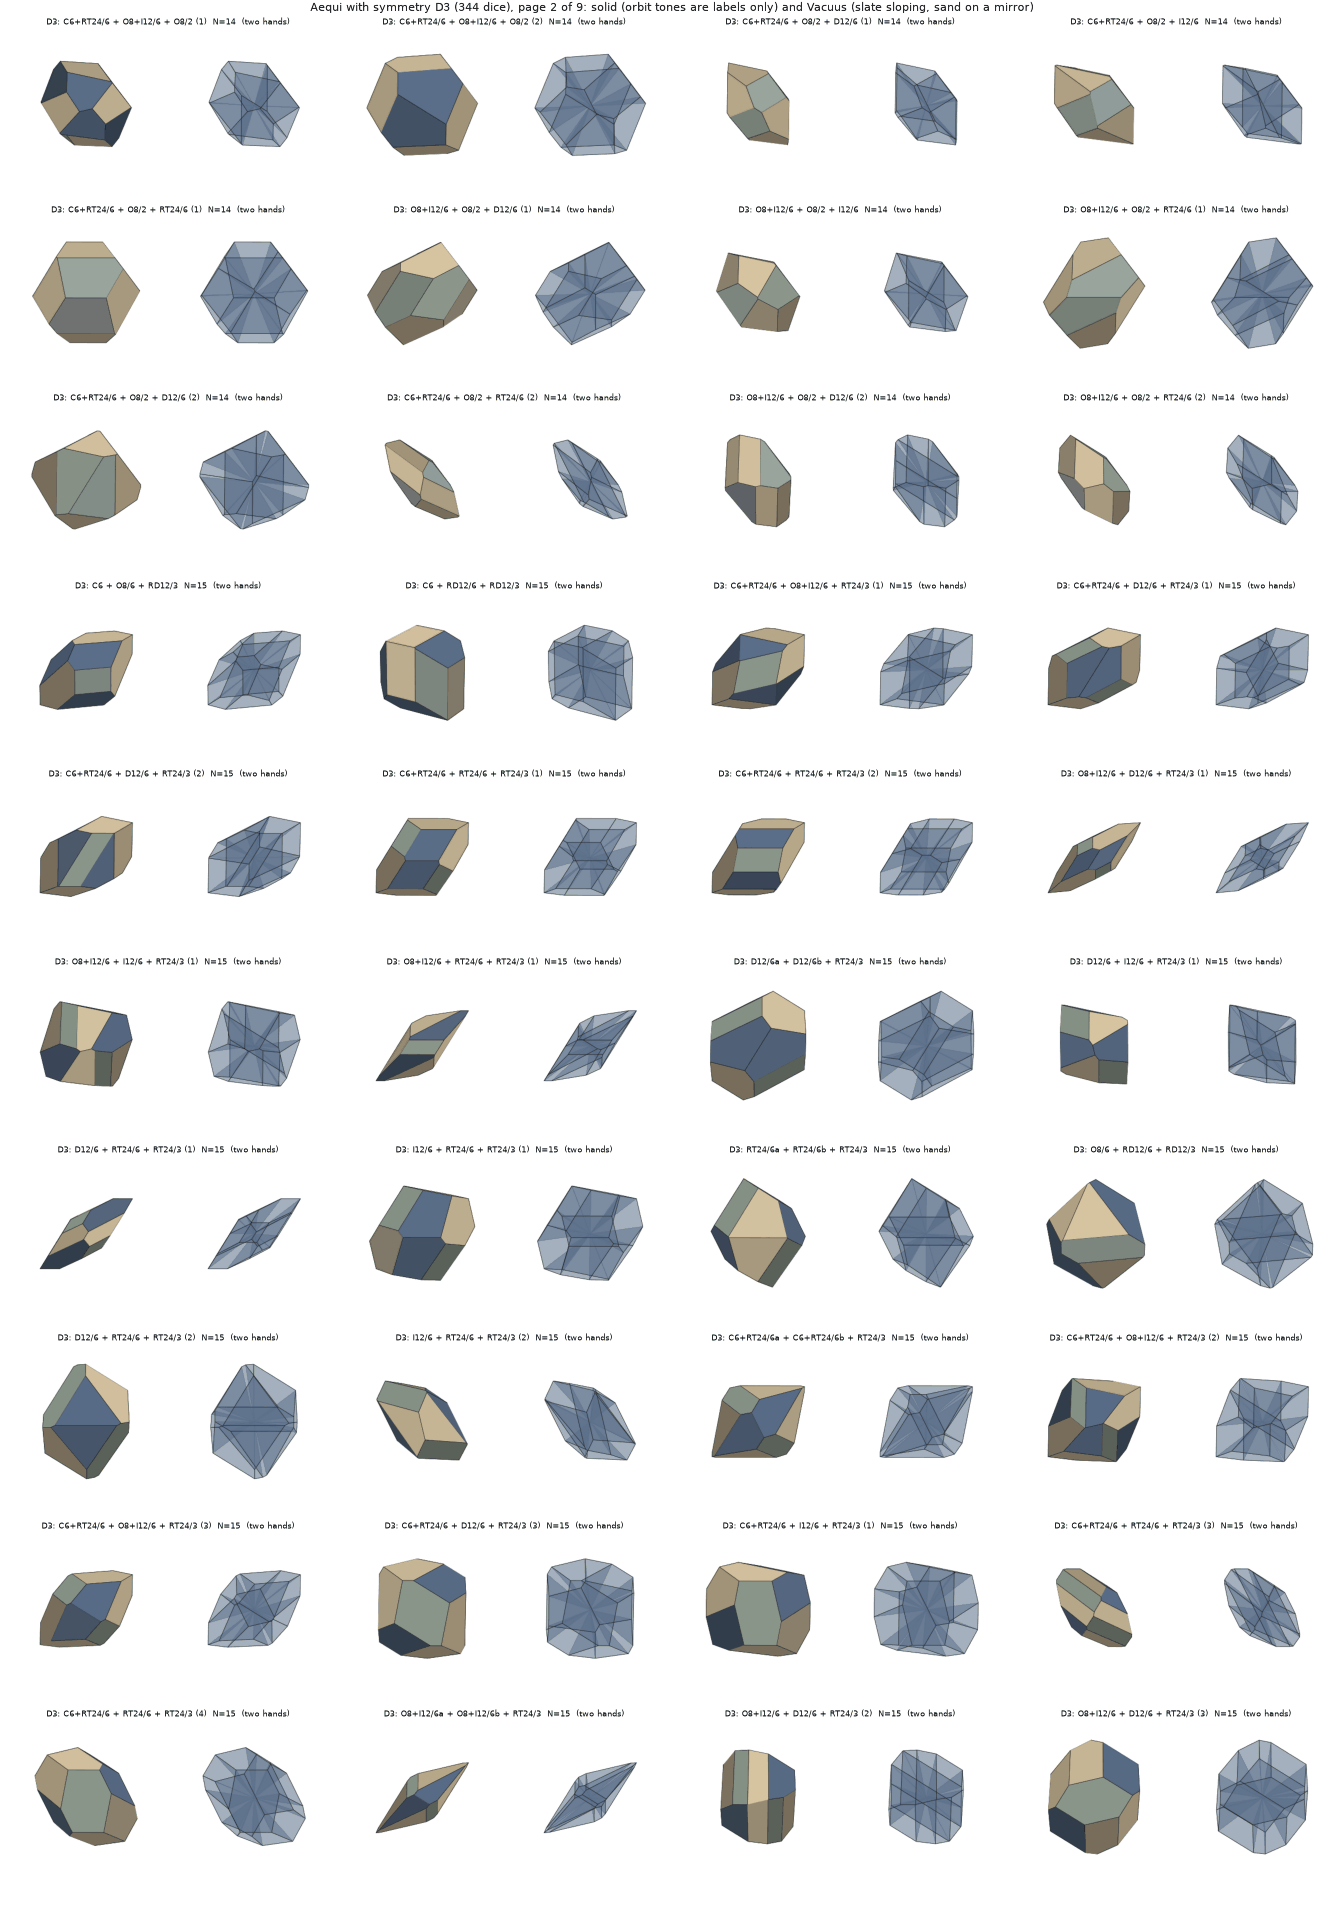 Aequi with symmetry D3 (344 dice), page 2 of 9: solid (orbit tones are labels only) and Vacuus (slate sloping, sand on a mirror)
D3: C6+RT24/6 + O8+I12/6 + O8/2 (1)  N=14  (two hands)
D3: C6+RT24/6 + O8+I12/6 + O8/2 (2)  N=14  (two hands)
D3: C6+RT24/6 + O8/2 + D12/6 (1)  N=14  (two hands)
D3: C6+RT24/6 + O8/2 + I12/6  N=14  (two hands)
D3: C6+RT24/6 + O8/2 + RT24/6 (1)  N=14  (two hands)
D3: O8+I12/6 + O8/2 + D12/6 (1)  N=14  (two hands)
D3: O8+I12/6 + O8/2 + I12/6  N=14  (two hands)
D3: O8+I12/6 + O8/2 + RT24/6 (1)  N=14  (two hands)
D3: C6+RT24/6 + O8/2 + D12/6 (2)  N=14  (two hands)
D3: C6+RT24/6 + O8/2 + RT24/6 (2)  N=14  (two hands)
D3: O8+I12/6 + O8/2 + D12/6 (2)  N=14  (two hands)
D3: O8+I12/6 + O8/2 + RT24/6 (2)  N=14  (two hands)
D3: C6 + O8/6 + RD12/3  N=15  (two hands)
D3: C6 + RD12/6 + RD12/3  N=15  (two hands)
D3: C6+RT24/6 + O8+I12/6 + RT24/3 (1)  N=15  (two hands)
D3: C6+RT24/6 + D12/6 + RT24/3 (1)  N=15  (two hands)
D3: C6+RT24/6 + D12/6 + RT24/3 (2)  N=15  (two hands)
D3: C6+RT24/6 + RT24/6 + RT24/3 (1)  N=15  (two hands)
D3: C6+RT24/6 + RT24/6 + RT24/3 (2)  N=15  (two hands)
D3: O8+I12/6 + D12/6 + RT24/3 (1)  N=15  (two hands)
D3: O8+I12/6 + I12/6 + RT24/3 (1)  N=15  (two hands)
D3: O8+I12/6 + RT24/6 + RT24/3 (1)  N=15  (two hands)
D3: D12/6a + D12/6b + RT24/3  N=15  (two hands)
D3: D12/6 + I12/6 + RT24/3 (1)  N=15  (two hands)
D3: D12/6 + RT24/6 + RT24/3 (1)  N=15  (two hands)
D3: I12/6 + RT24/6 + RT24/3 (1)  N=15  (two hands)
D3: RT24/6a + RT24/6b + RT24/3  N=15  (two hands)
D3: O8/6 + RD12/6 + RD12/3  N=15  (two hands)
D3: D12/6 + RT24/6 + RT24/3 (2)  N=15  (two hands)
D3: I12/6 + RT24/6 + RT24/3 (2)  N=15  (two hands)
D3: C6+RT24/6a + C6+RT24/6b + RT24/3  N=15  (two hands)
D3: C6+RT24/6 + O8+I12/6 + RT24/3 (2)  N=15  (two hands)
D3: C6+RT24/6 + O8+I12/6 + RT24/3 (3)  N=15  (two hands)
D3: C6+RT24/6 + D12/6 + RT24/3 (3)  N=15  (two hands)
D3: C6+RT24/6 + I12/6 + RT24/3 (1)  N=15  (two hands)
D3: C6+RT24/6 + RT24/6 + RT24/3 (3)  N=15  (two hands)
D3: C6+RT24/6 + RT24/6 + RT24/3 (4)  N=15  (two hands)
D3: O8+I12/6a + O8+I12/6b + RT24/3  N=15  (two hands)
D3: O8+I12/6 + D12/6 + RT24/3 (2)  N=15  (two hands)
D3: O8+I12/6 + D12/6 + RT24/3 (3)  N=15  (two hands)